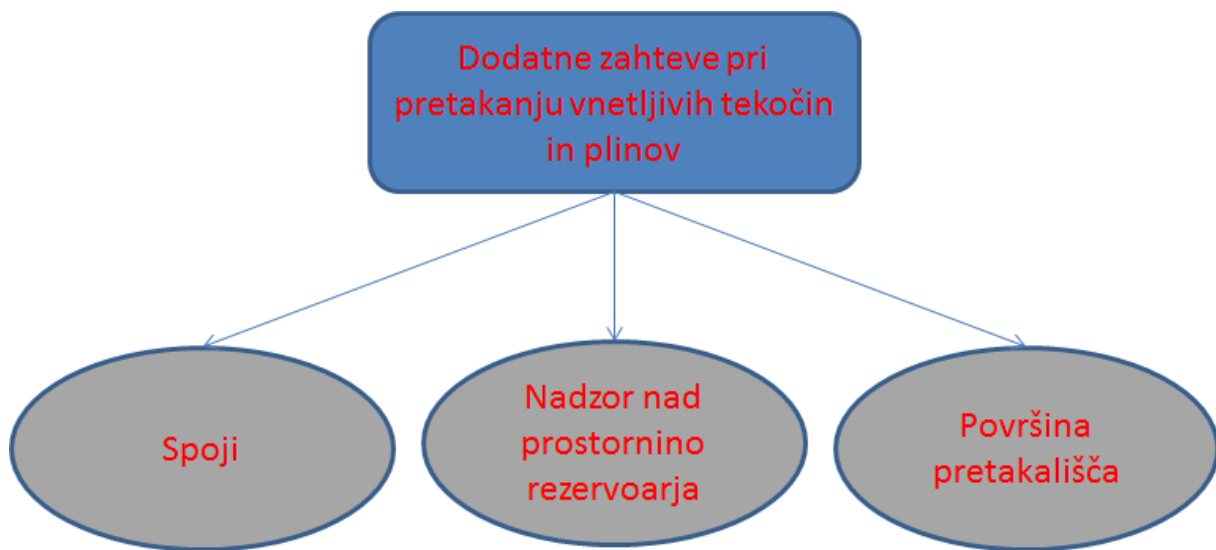 Dodatne zahteve pri
pretakanju vnetljivih tekočin
in plinov
Spoji
Nadzor nad
prostornino
rezervoarja
Površina
pretakališča